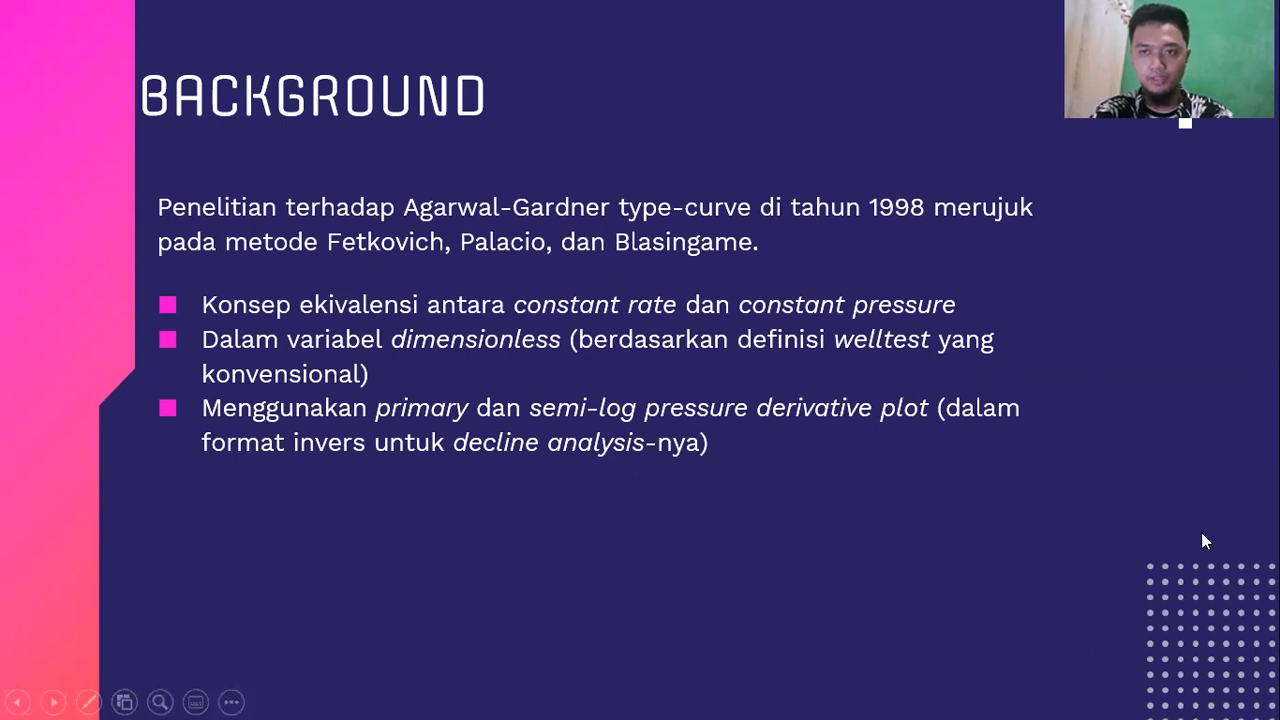 BACKGROUND
Penelitian terhadap Agarwal-Gardner type-curve di tahun 1998 merujuk
pada metode Fetkovich, Palacio, dan Blasingame.
Konsep ekivalensi antara constant rate dan constant pressure
Dalam variabel dimensionless (berdasarkan definisi welltest yang
konvensional)
Menggunakan primary dan semi-log pressure derivative plot (dalam
format invers untuk decline analysis-nya)